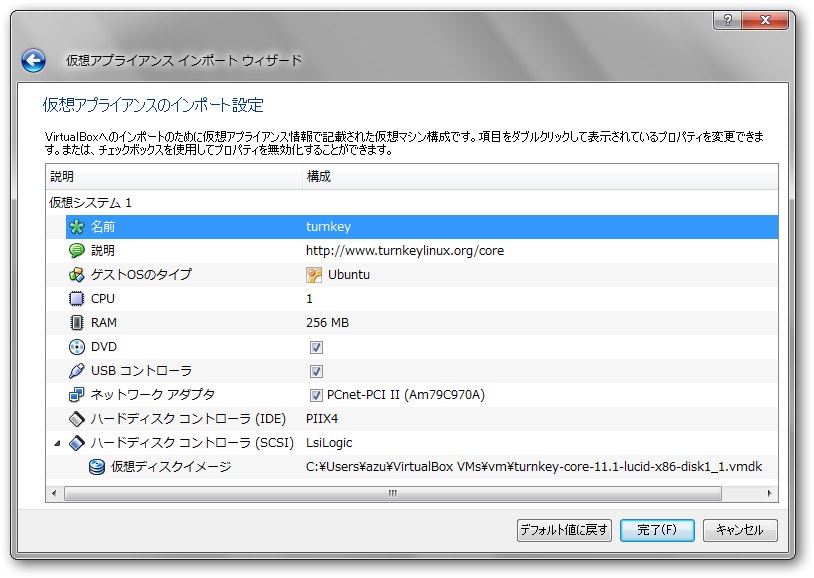 仮想アプライアンス インポート ウィザード
仮想アプライアンスのインポート設定
VirtualBoxへのインポートのために仮想アプライアンス情報で記載された仮想マシン構成です。項目をダブルクリックして表示されているプロパティを変更できま
す。または、チェックボックスを使用してプロパティを無効化することができます。
説明 構成
仮想システム 1
名前 turnkey
説明 http://www.turnkeylinux.org/core
ゲストOSのタイプ Ubuntu
CPU 1
RAM 256 MB
DVD
USB コントローラ
ネットワーク アダプタ PCnet-PCI II (Am79C970A)
ハードディスク コントローラ (IDE) PIIX4
ハードディスク コントローラ (SCSI) LsiLogic
仮想ディスクイメージ C:¥Users¥azu¥VirtualBox VMs¥vm¥turnkey-core-11.1-lucid-x86-disk1_1.vmdk
デフォルト値に戻す 完了(F) キャンセル